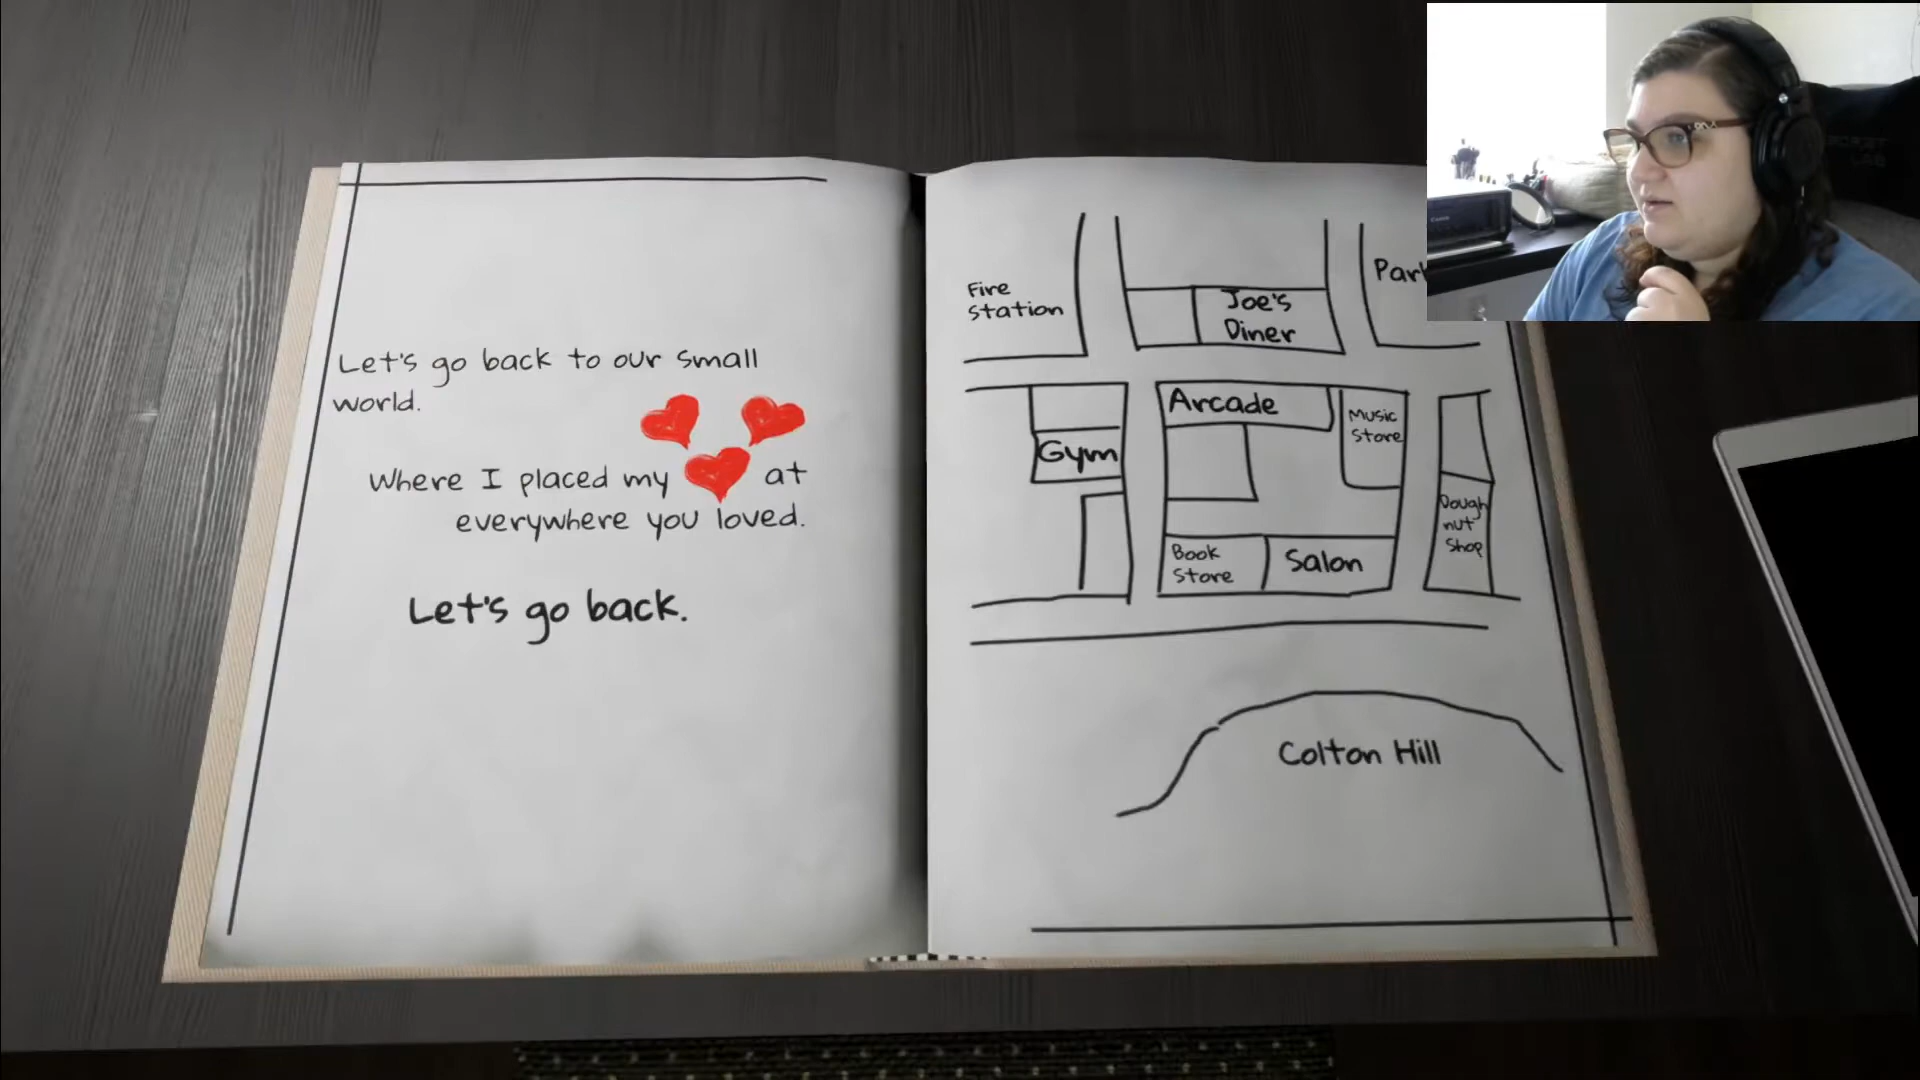 Let's go back to our small
world.
Where I placed my at
everywhere you loved.
Let's go back.
Fire
Station
Joe's
Diner
Arcade
Music
Store
Gym
Dough
nut
Shop
Book
Store
Salon
Colton Hill